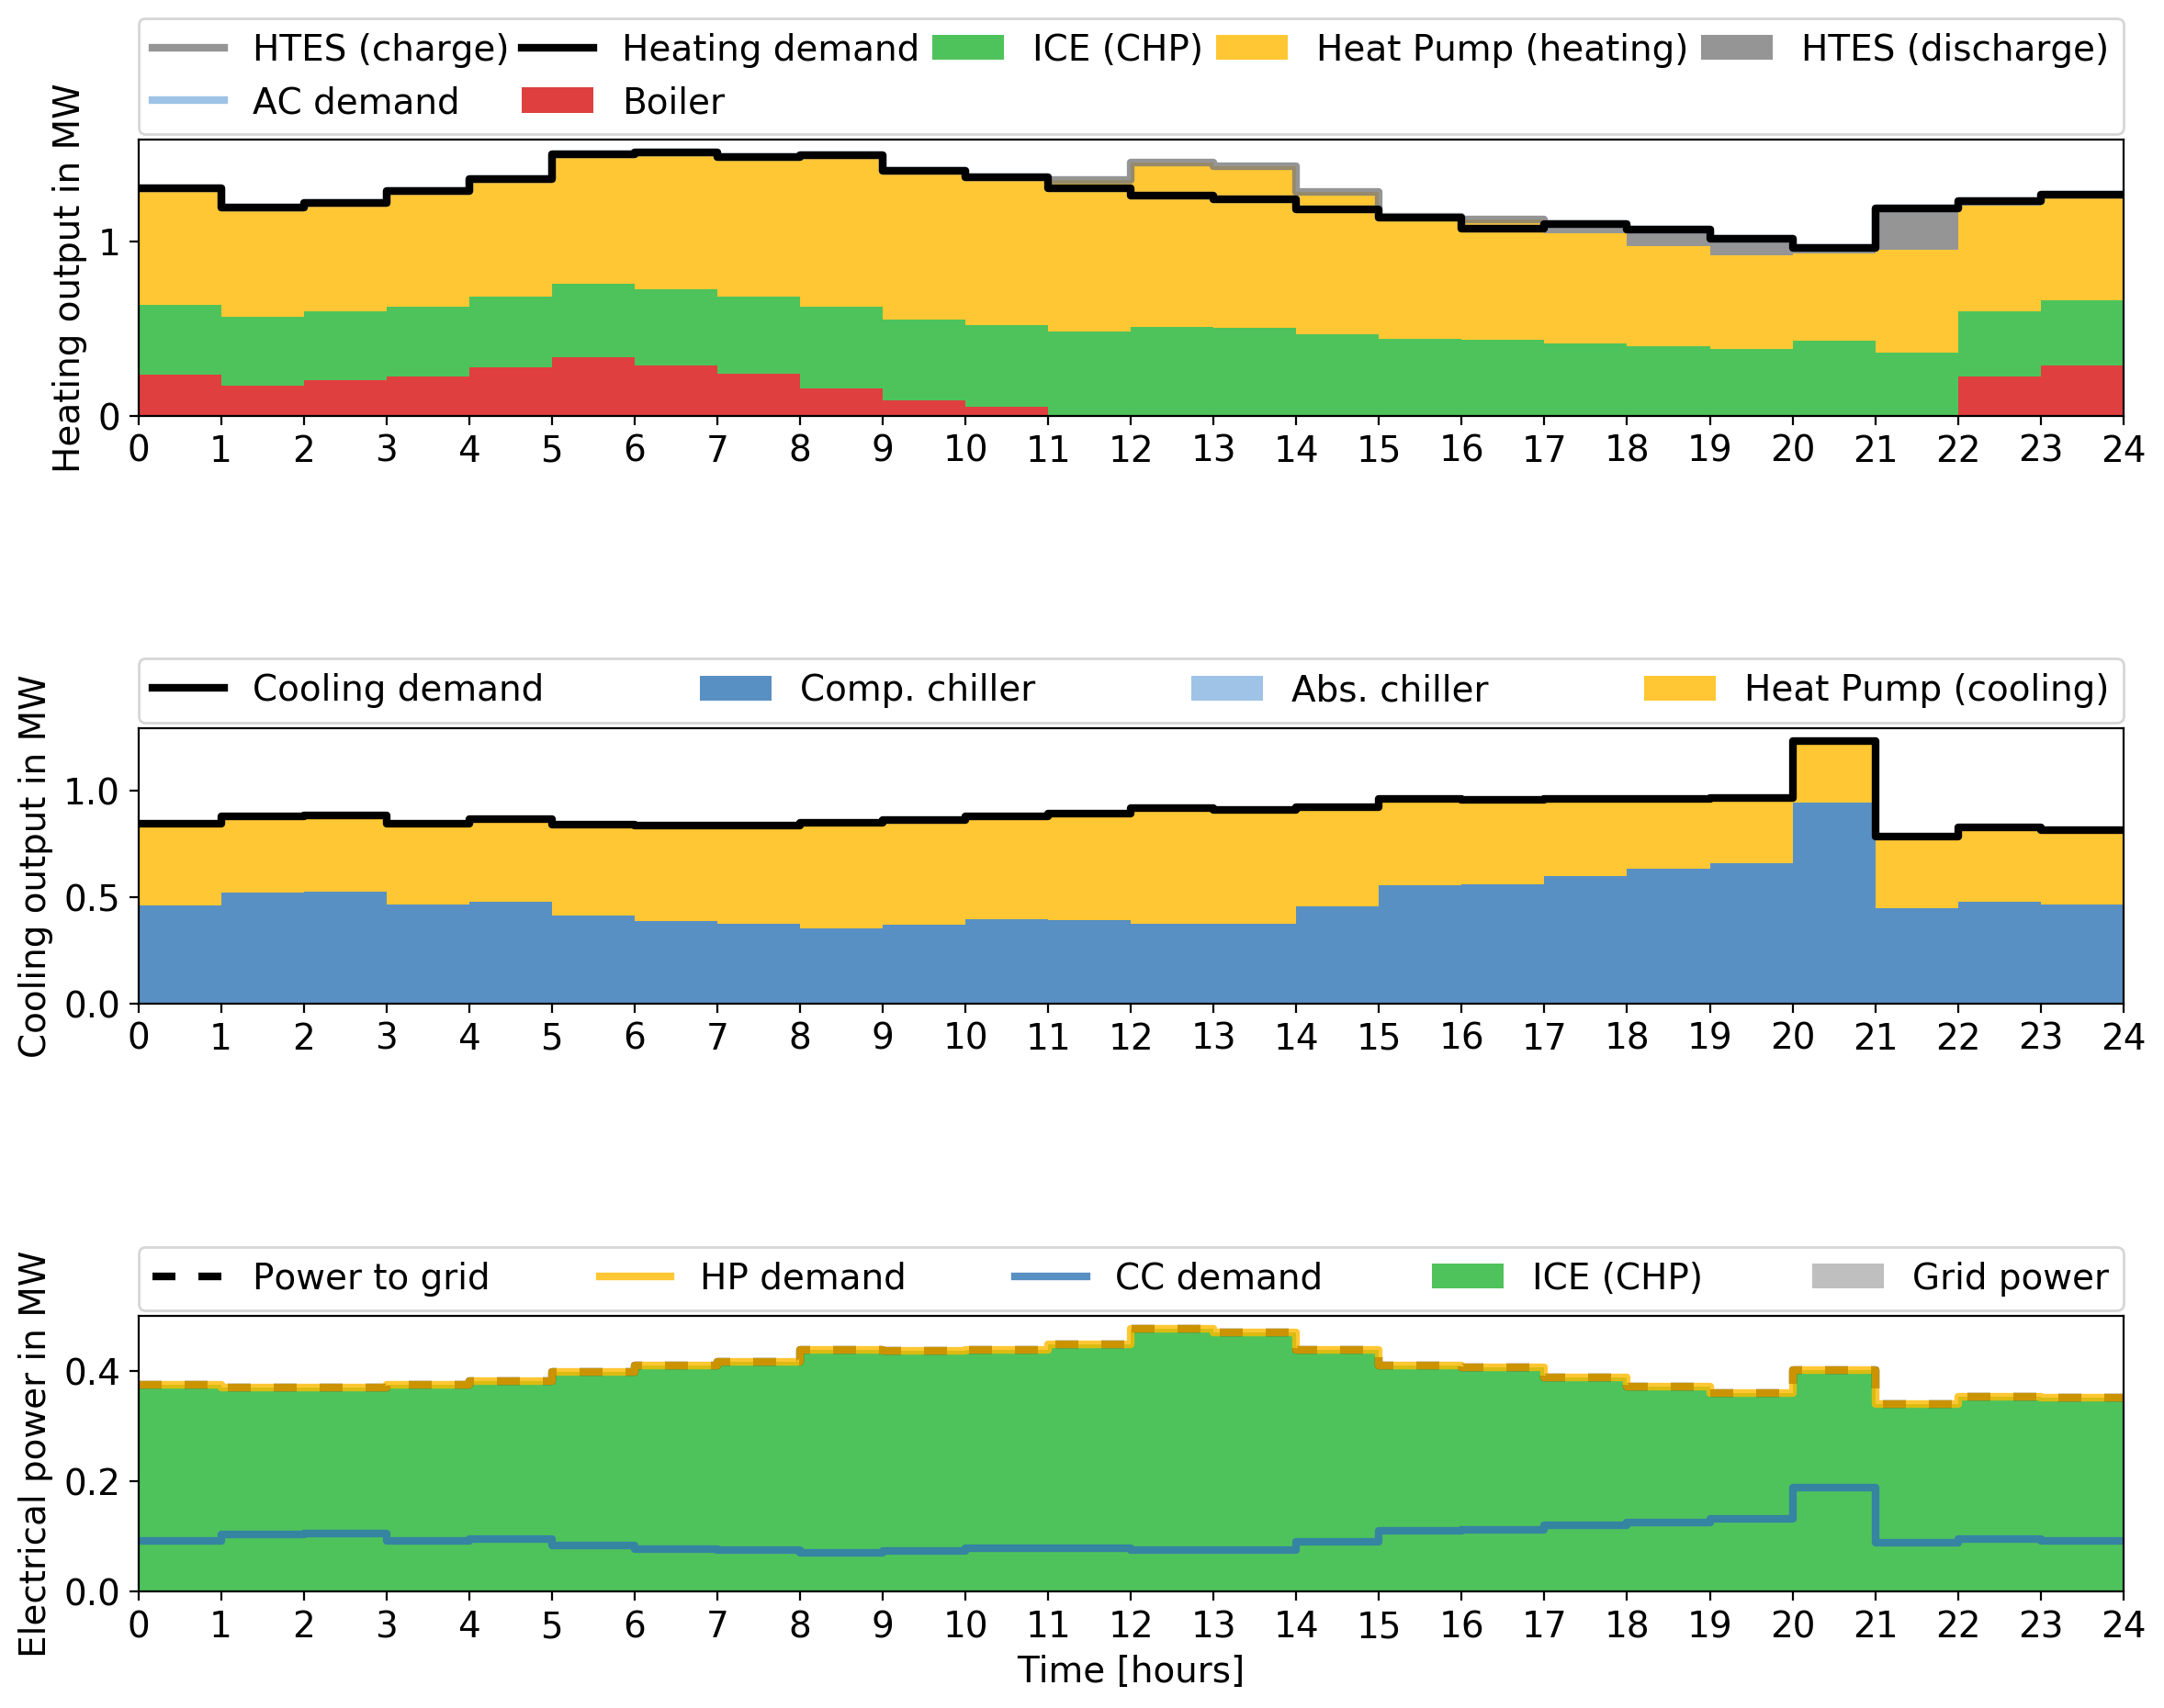 HTES (charge) Heating demand ICE (CHP) Heat Pump (heating) HTES (discharge)
AC demand Boiler
Heating output in MW
1
0
0 1 2 3 4 5 6 7 8 9 10 11 12 13 14 15 16 17 18 19 20 21 22 23 24
Cooling demand Comp. chiller Abs. chiller Heat Pump (cooling)
Cooling output in MW
1.0
0.5
0.0
0 1 2 3 4 5 6 7 8 9 10 11 12 13 14 15 16 17 18 19 20 21 22 23 24
Power to grid HP demand CC demand ICE (CHP) Grid power
Electrical power in MW
0.4
0.2
0.0
0 1 2 3 4 5 6 7 8 9 10 11 12 13 14 15 16 17 18 19 20 21 22 23 24
Time [hours]